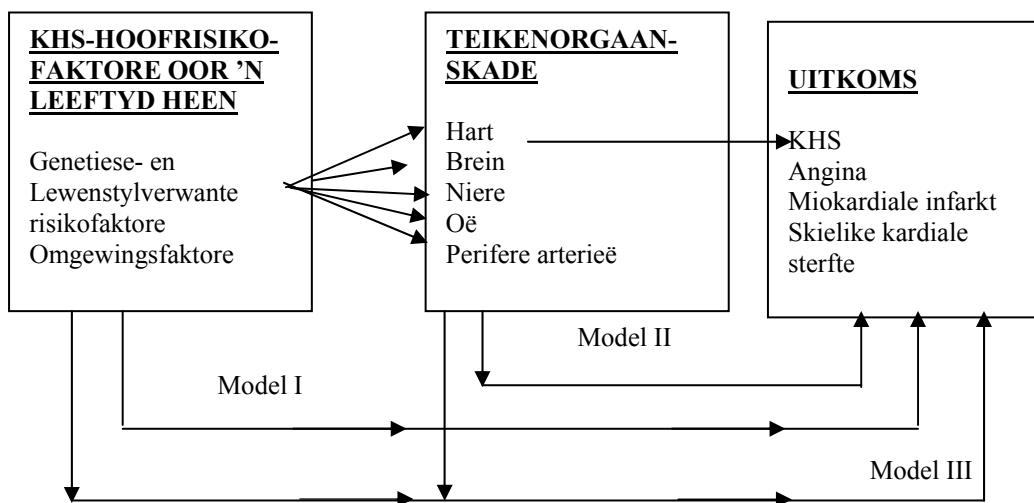 KHS-HOOFRISIKO-
FAKTORE OOR ’N
LEEFTYD HEEN
Genetiese- en
Lewenstylverwante
risikofaktore
Omgewingsfaktore
TEIKENORGAAN-
SKADE
Hart
Brein
Niere
Oë
Perifere arterieë
UITKOMS
KHS
Angina
Miokardiale infarkt
Skielike kardiale
sterfte
Model II
Model I
Model III